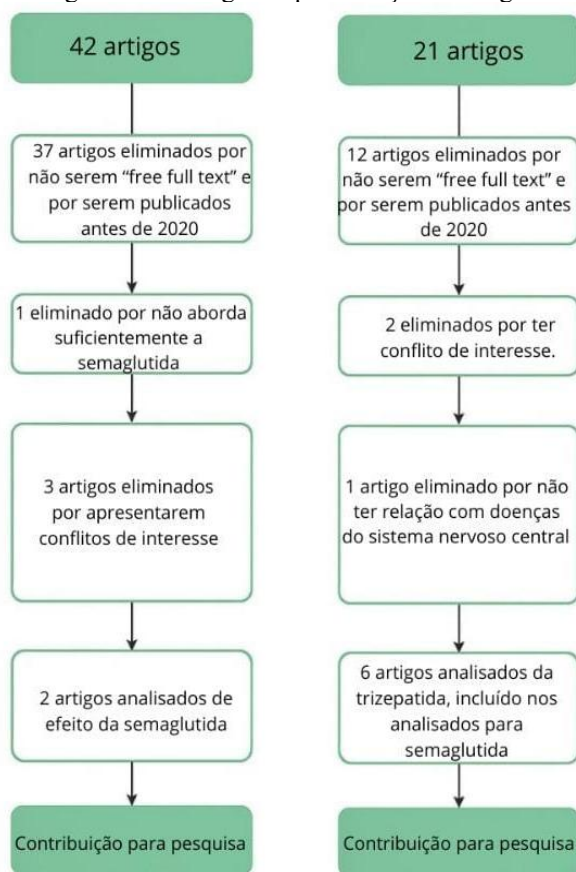 42 artigos
37 artigos eliminados por
não serem “free full text” e
por serem publicados
antes de 2020
1 eliminado por não aborda
suficientemente a
semaglutida
3 artigos eliminados
por apresentarem
conflitos de interesse
2 artigos analisados de
efeito da semaglutida
Contribuição para pesquisa
21 artigos
12 artigos eliminados por
não serem “free full text” e
por serem publicados antes
de 2020
2 eliminados por ter
conflito de interesse.
1 artigo eliminado por não
ter relação com doenças
do sistema nervoso central
6 artigos analisados da
trizepatida, incluído nos
analisados para
semaglutida
Contribuição para pesquisa